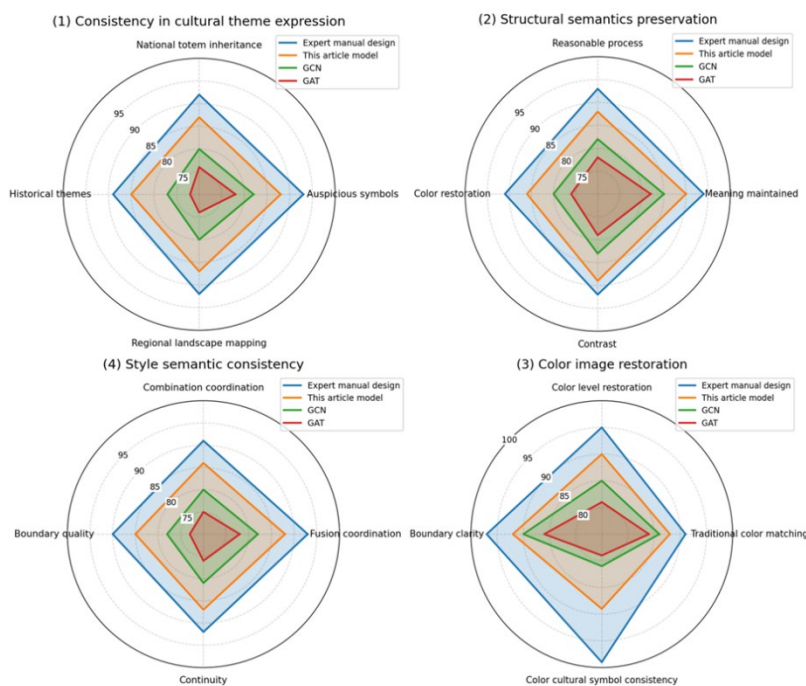 (1) Consistency in cultural theme expression
National totem inheritance
Expert manual design
This article model
GCN
GAT
95
90
85
80
75
Historical themes
Auspicious symbols
Regional landscape mapping
(2) Structural semantics preservation
Reasonable process
Expert manual design
This article model
GCN
GAT
95
90
85
80
75
Color restoration
Meaning maintained
Contrast
(4) Style semantic consistency
Combination coordination
Expert manual design
This article model
GCN
GAT
95
90
85
80
75
Boundary quality
Fusion coordination
Continuity
(3) Color image restoration
Color level restoration
Expert manual design
This article model
GCN
GAT
100
95
90
85
80
Boundary clarity
Traditional color matching
Color cultural symbol consistency